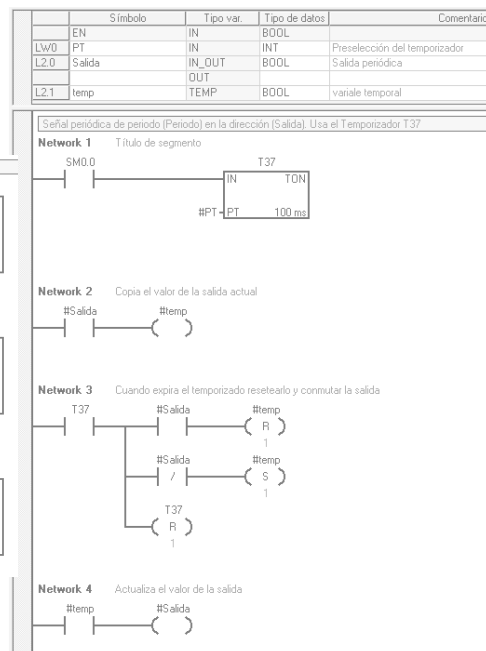 Símbolo Tipo var. Tipo de datos Comentario
EN IN BOOL
LW0 PT IN INT Preselección del temporizador
L2.0 Salida IN_OUT BOOL Salida periódica
OUT
L2.1 temp TEMP BOOL variale temporal
Señal periódica de periodo (Periodo) en la dirección (Salida). Usa el Temporizador T37
Network 1 Título de segmento
SM0.0 T37
IN TON
#PT PT 100 ms
Network 2 Copia el valor de la salida actual
#Salida #temp
Network 3 Cuando expira el temporizado resetearlo y conmutar la salida
T37 #Salida #temp
R
1
#Salida #temp
/ S
1
T37
R
1
Network 4 Actualiza el valor de la salida
#temp #Salida